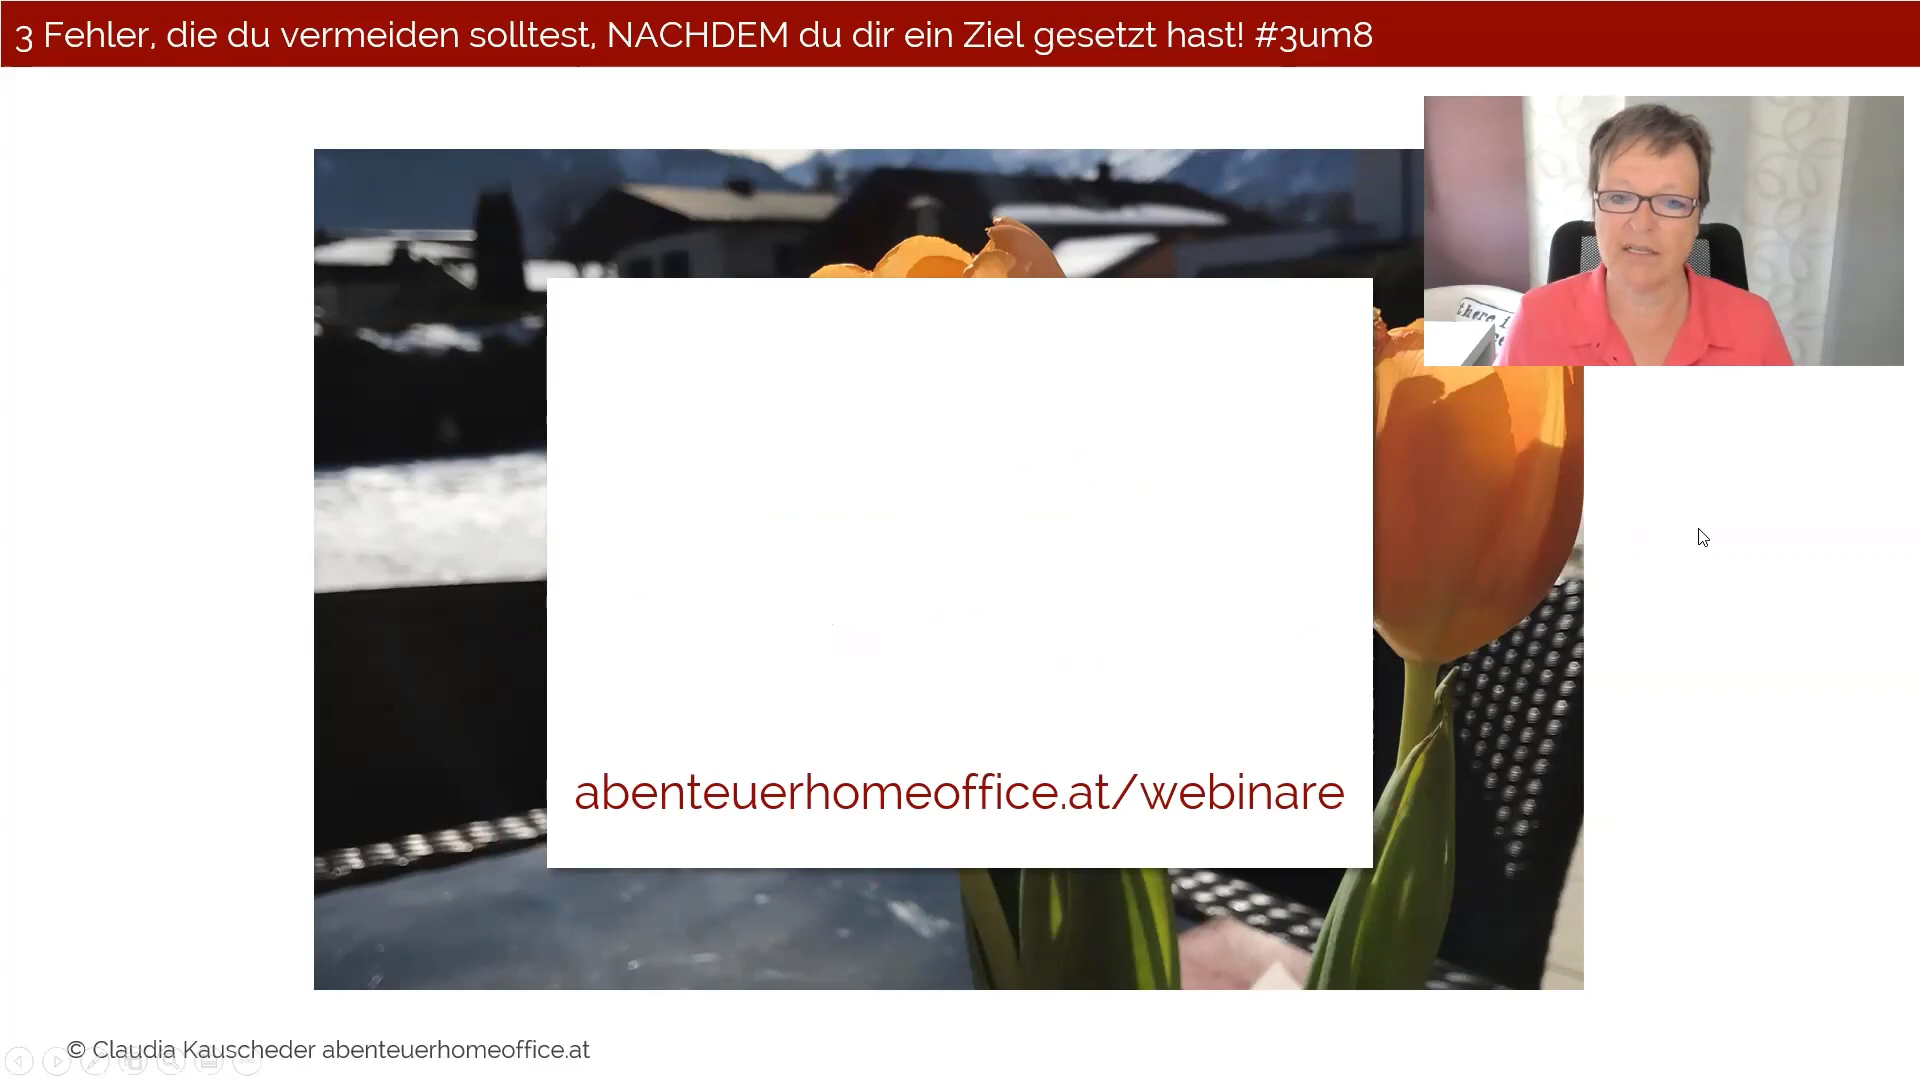 3 Fehler, die du vermeiden solltest, NACHDEM du dir ein Ziel gesetzt hast! #3um8
there i
abenteuerhomeoffice.at/webinare
© Claudia Kauscheder abenteuerhomeoffice.at